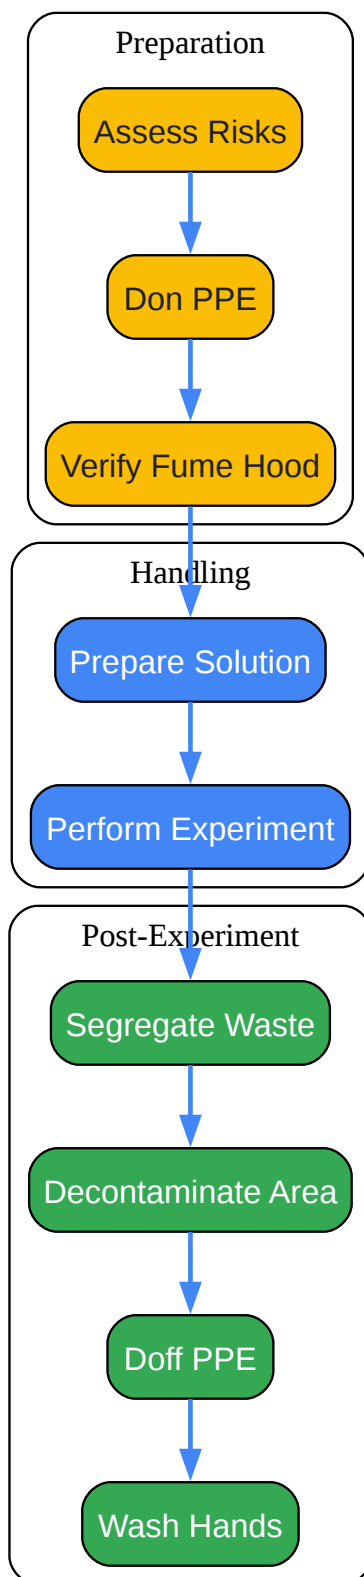 Preparation
Assess Risks
Don PPE
Verify Fume Hood
Handling
Prepare Solution
Perform Experiment
Post-Experiment
Segregate Waste
Decontaminate Area
Doff PPE
Wash Hands